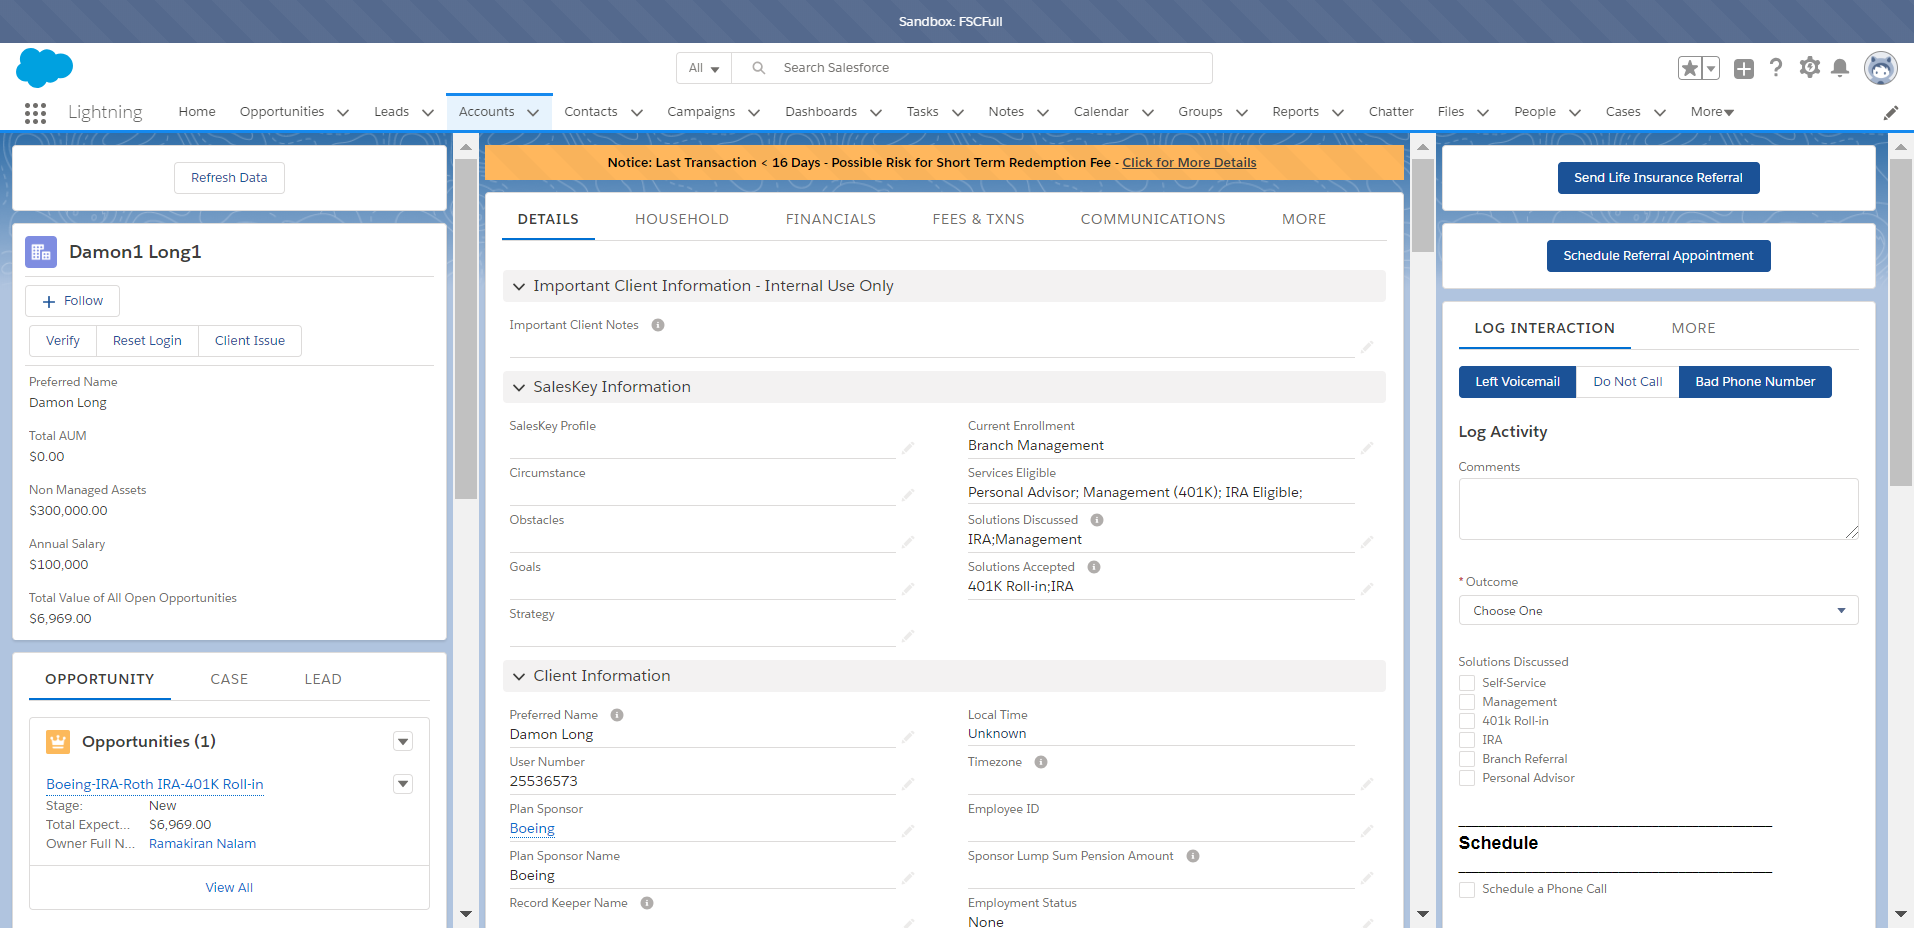 Sandbox: FSCFull
All
Search Salesforce
Lightning
Home
Opportunities
Leads
Accounts
Contacts
Campaigns
Dashboards
Tasks
Notes
Calendar
Groups
Reports
Chatter
Files
People
Cases
More
Refresh Data
Damon1 Long1
Follow
Verify
Reset Login
Client Issue
Preferred Name
Damon Long
Total AUM
$0.00
Non Managed Assets
$300,000.00
Annual Salary
$100,000
Total Value of All Open Opportunities
$6,969.00
OPPORTUNITY
CASE
LEAD
Opportunities (1)
Boeing-IRA-Roth IRA-401K Roll-in
Stage: New
Total Expect... $6,969.00
Owner Full N... Ramakiran Nalam
View All
Notice: Last Transaction < 16 Days - Possible Risk for Short Term Redemption Fee - Click for More Details
DETAILS
HOUSEHOLD
FINANCIALS
FEES & TXNS
COMMUNICATIONS
MORE
Important Client Information - Internal Use Only
Important Client Notes
SalesKey Information
SalesKey Profile
Circumstance
Obstacles
Goals
Strategy
Current Enrollment
Branch Management
Services Eligible
Personal Advisor; Management (401K); IRA Eligible;
Solutions Discussed
IRA;Management
Solutions Accepted
401K Roll-in;IRA
Client Information
Preferred Name
Damon Long
User Number
25536573
Plan Sponsor
Boeing
Plan Sponsor Name
Boeing
Record Keeper Name
Local Time
Unknown
Timezone
Employee ID
Sponsor Lump Sum Pension Amount
Employment Status
None
Send Life Insurance Referral
Schedule Referral Appointment
LOG INTERACTION
MORE
Left Voicemail
Do Not Call
Bad Phone Number
Log Activity
Comments
*Outcome
Choose One
Solutions Discussed
Self-Service
Management
401k Roll-in
IRA
Branch Referral
Personal Advisor
Schedule
Schedule a Phone Call